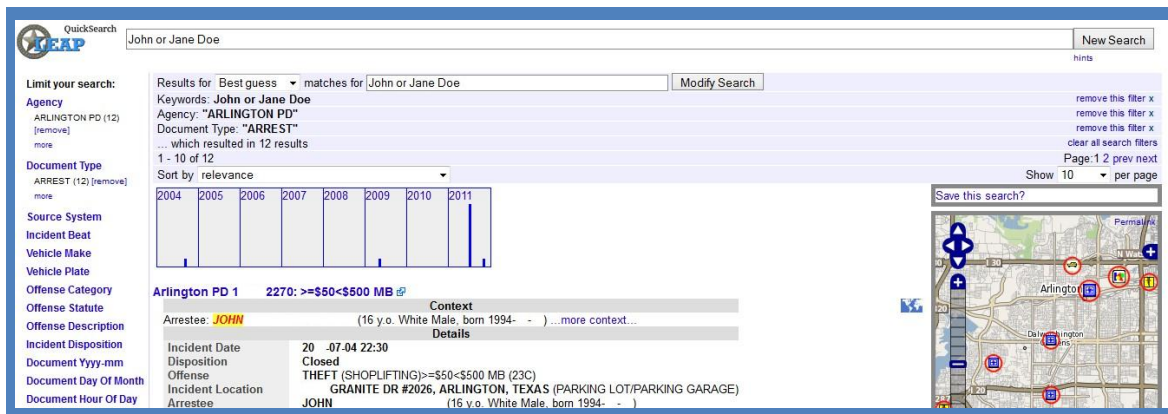 QuickSearch
LEAP
John or Jane Doe
New Search
hints
Limit your search:
Agency
ARLINGTON PD (12)
[remove]
more
Document Type
ARREST (12) [remove]
more
Source System
Incident Beat
Vehicle Make
Vehicle Plate
Offense Category
Offense Statute
Offense Description
Incident Disposition
Document Yyyy-mm
Document Day Of Month
Document Hour Of Day
Results for Best guess matches for John or Jane Doe Modify Search
Keywords: John or Jane Doe remove this filter x
Agency: "ARLINGTON PD" remove this filter x
Document Type: "ARREST" remove this filter x
... which resulted in 12 results clear all search filters
1 - 10 of 12 Page:1 2 prev next
Sort by relevance Show 10 per page
2004 2005 2006 2007 2008 2009 2010 2011
Save this search?
Arlington PD 1 2270: >=$50<$500 MB
Context
Arrestee: JOHN (16 y.o. White Male, born 1994- - ) ...more context...
Details
Incident Date 20 -07-04 22:30
Disposition Closed
Offense THEFT (SHOPLIFTING)>=$50<$500 MB (23C)
Incident Location GRANITE DR #2026, ARLINGTON, TEXAS (PARKING LOT/PARKING GARAGE)
Arrestee JOHN (16 y.o. White Male, born 1994- - )
Permalink
I 30
Arlington
I 20